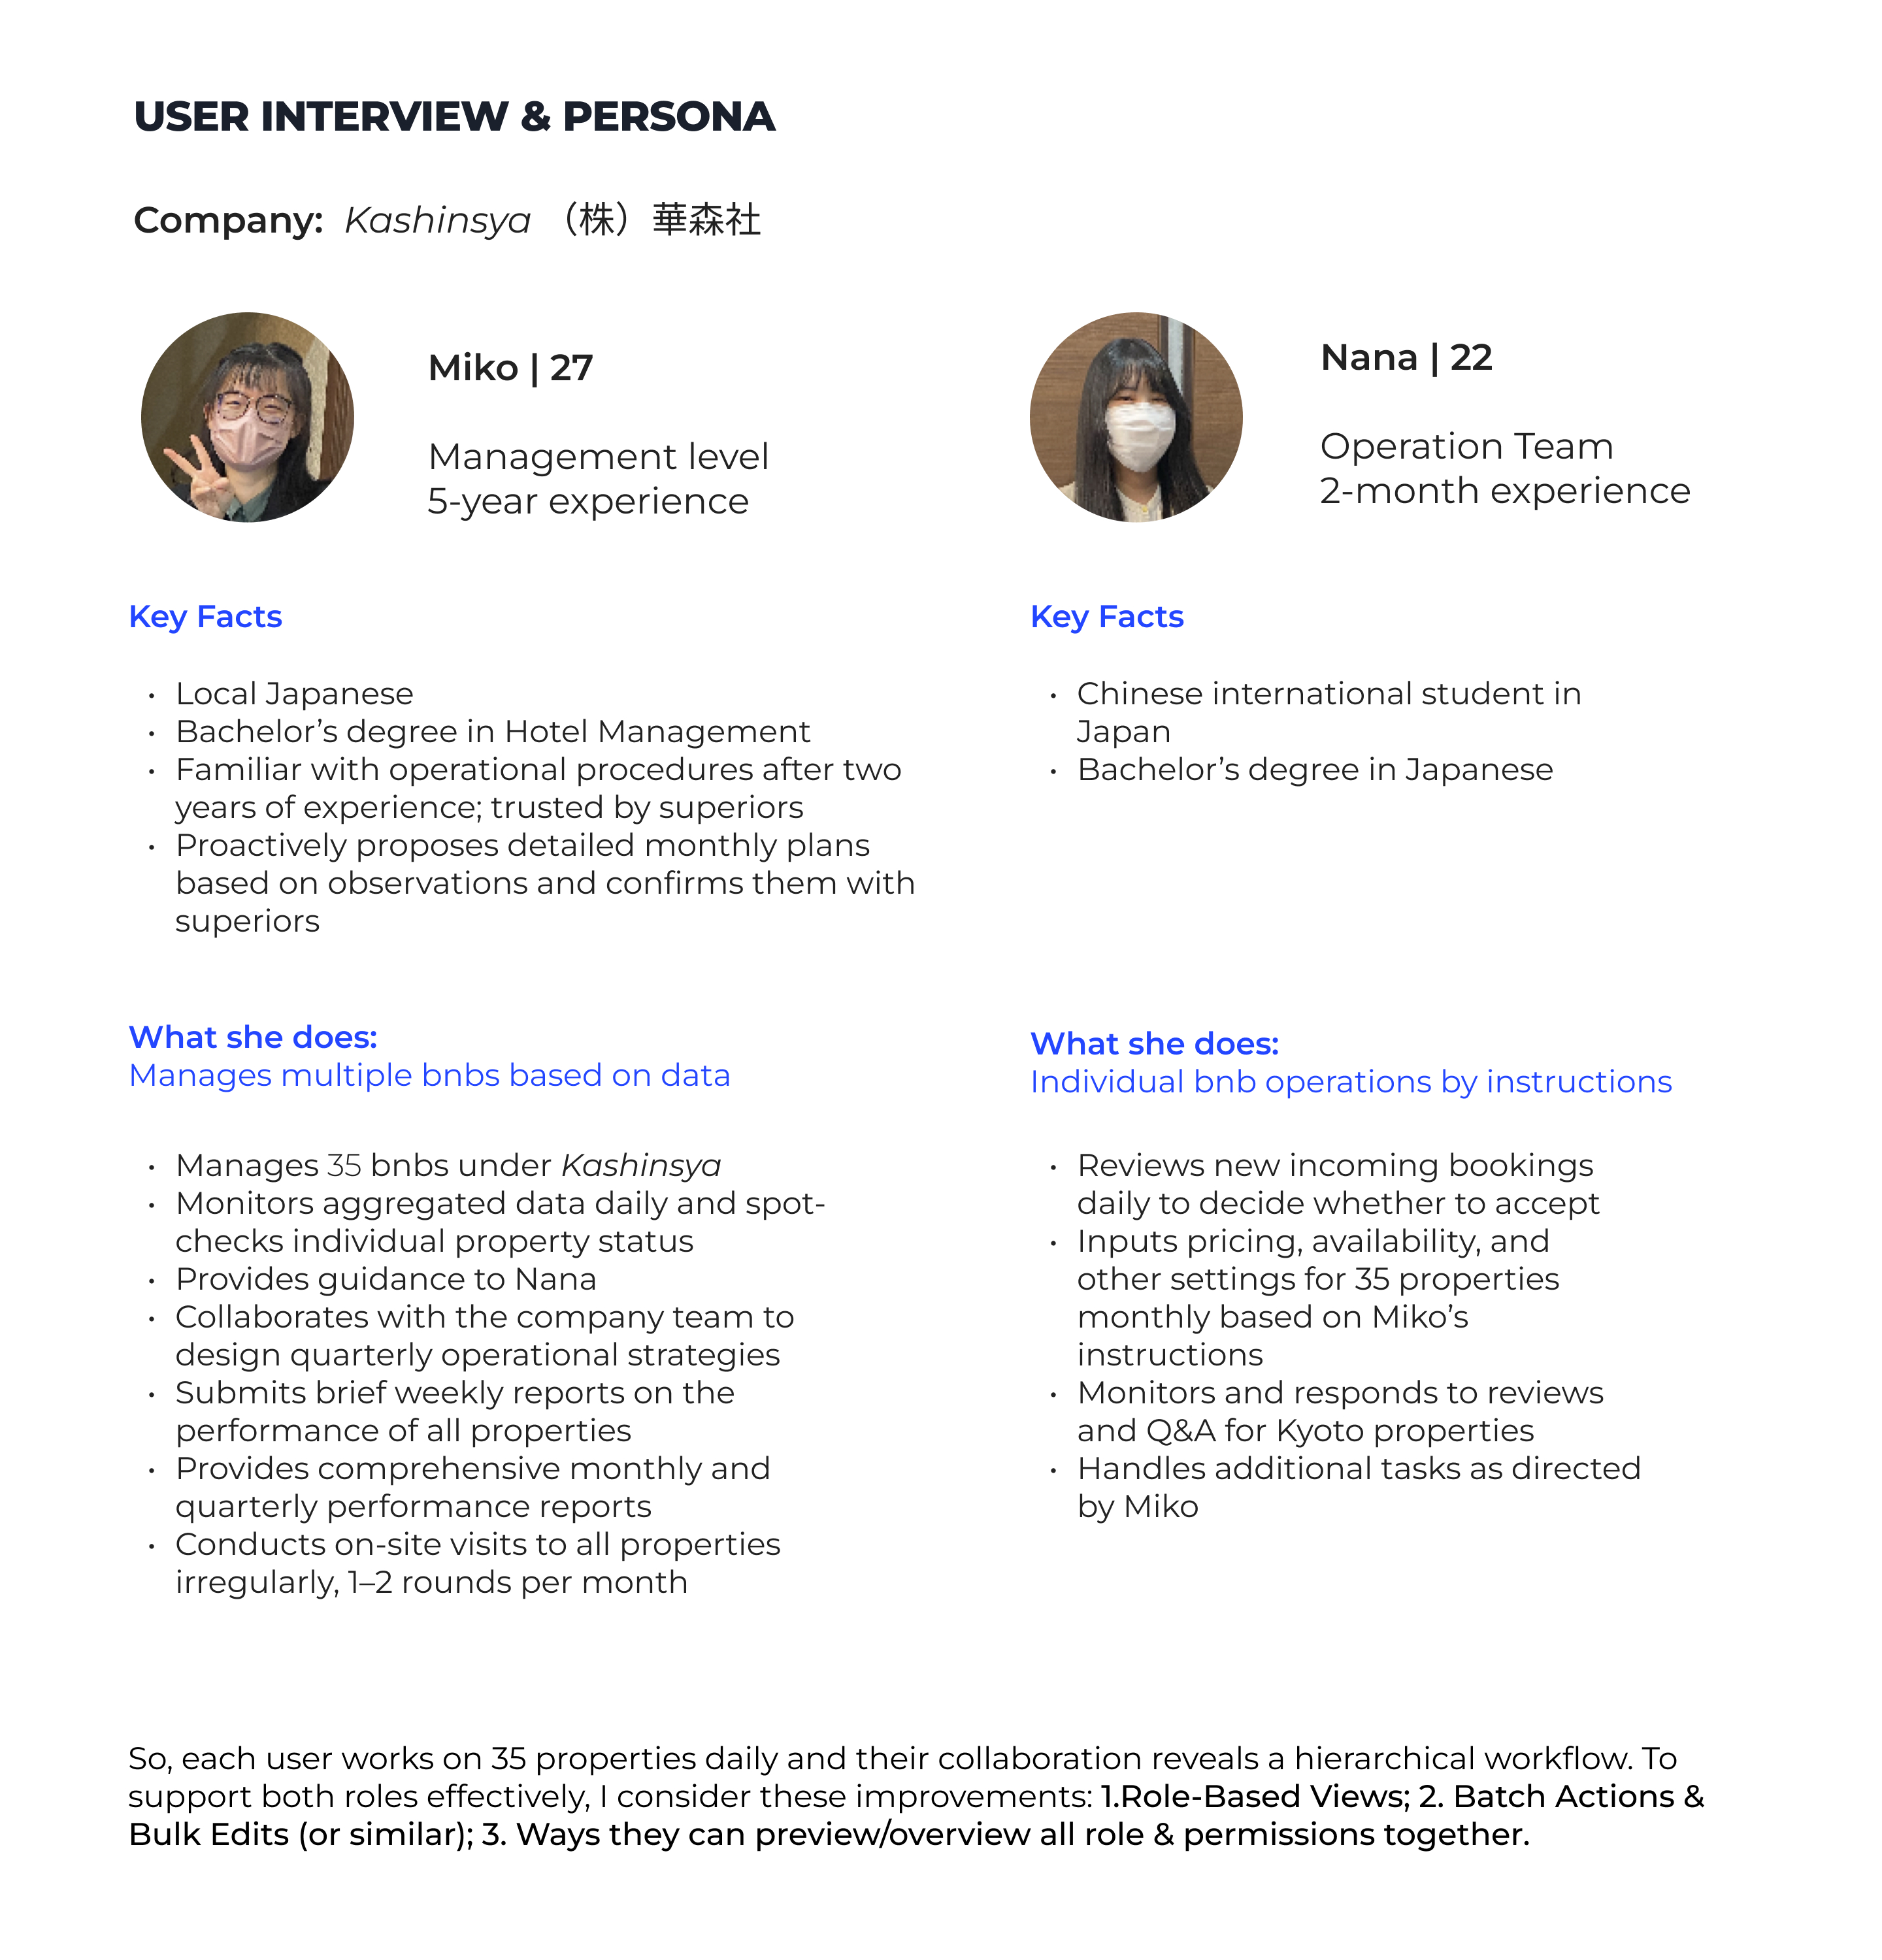 USER INTERVIEW & PERSONA
Company: Kashinsya （株）華森社
Miko | 27
Management level
5-year experience
Key Facts
• Local Japanese
• Bachelor’s degree in Hotel Management
• Familiar with operational procedures after two
years of experience; trusted by superiors
• Proactively proposes detailed monthly plans
based on observations and confirms them with
superiors
What she does:
Manages multiple bnbs based on data
• Manages 35 bnbs under Kashinsya
• Monitors aggregated data daily and spot-
checks individual property status
• Provides guidance to Nana
• Collaborates with the company team to
design quarterly operational strategies
• Submits brief weekly reports on the
performance of all properties
• Provides comprehensive monthly and
quarterly performance reports
• Conducts on-site visits to all properties
irregularly, 1–2 rounds per month
Nana | 22
Operation Team
2-month experience
Key Facts
• Chinese international student in
Japan
• Bachelor’s degree in Japanese
What she does:
Individual bnb operations by instructions
• Reviews new incoming bookings
daily to decide whether to accept
• Inputs pricing, availability, and
other settings for 35 properties
monthly based on Miko’s
instructions
• Monitors and responds to reviews
and Q&A for Kyoto properties
• Handles additional tasks as directed
by Miko
So, each user works on 35 properties daily and their collaboration reveals a hierarchical workflow. To
support both roles effectively, I consider these improvements: 1.Role-Based Views; 2. Batch Actions &
Bulk Edits (or similar); 3. Ways they can preview/overview all role & permissions together.